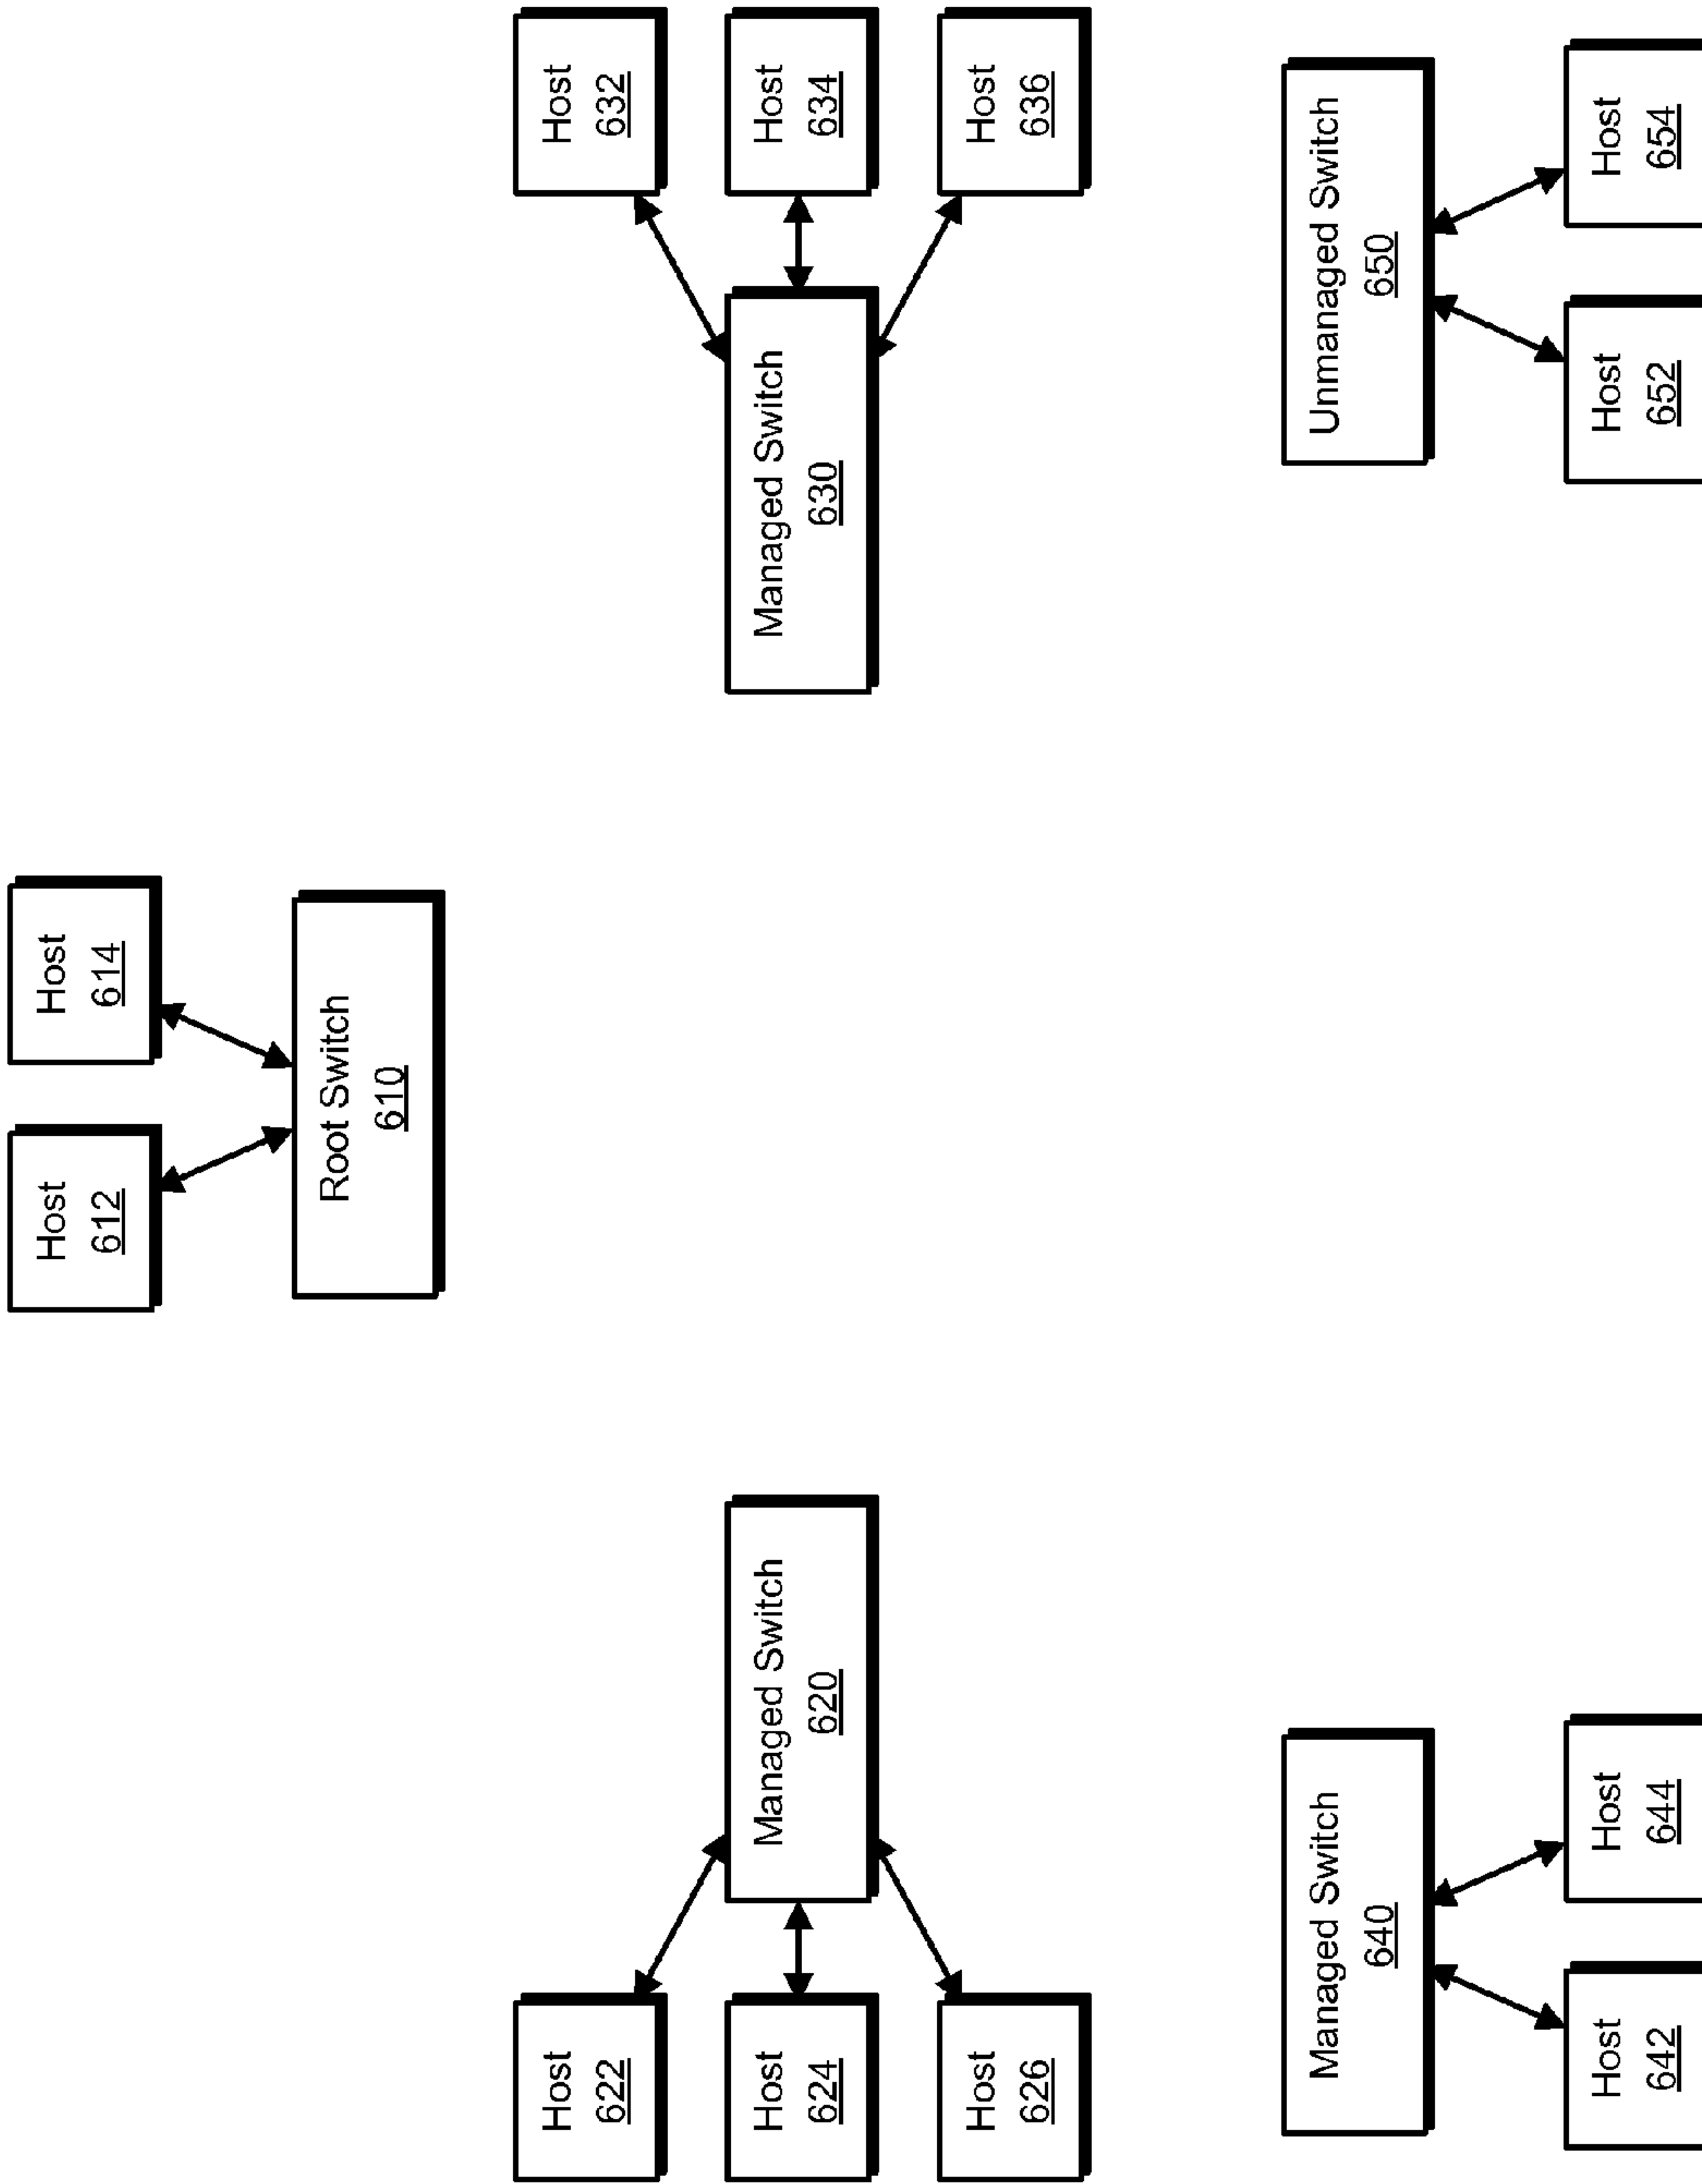 Host
612
Host
614
Root Switch
610
Host
622
Host
624
Host
626
Managed Switch
620
Managed Switch
630
Host
632
Host
634
Host
636
Managed Switch
640
Host
642
Host
644
Unmanaged Switch
650
Host
652
Host
654